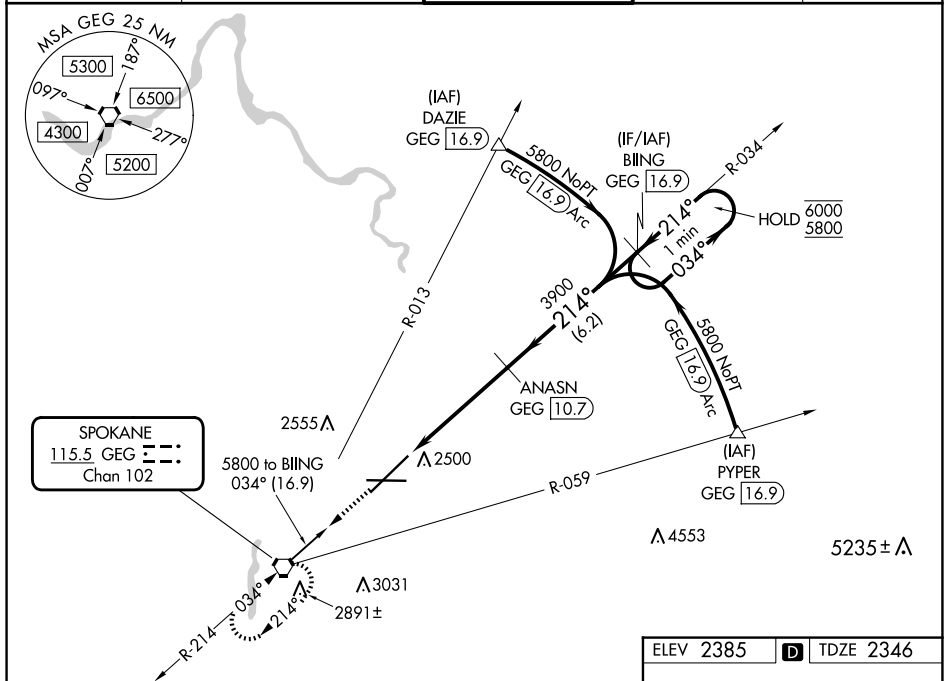 MSA GEG 25 NM
5300
187°
097°
6500
4300
277°
5200
007°
(IAF)
DAZIE
GEG 16.9
5800 NoPT
GEG 16.9 Arc
(IF/IAF)
BIING
GEG 16.9
R-034
214°
1 min
034°
HOLD 6000
5800
R-013
3900
214°
(6.2)
5800 NoPT
GEG 16.9 Arc
ANASN
GEG 10.7
SPOKANE
115.5 GEG
Chan 102
2555
2500
5800 to BIING
034° (16.9)
(IAF)
PYPER
GEG 16.9
R-059
4553
5235±
3031
034°
214°
2891±
R-214
ELEV 2385 D TDZE 2346